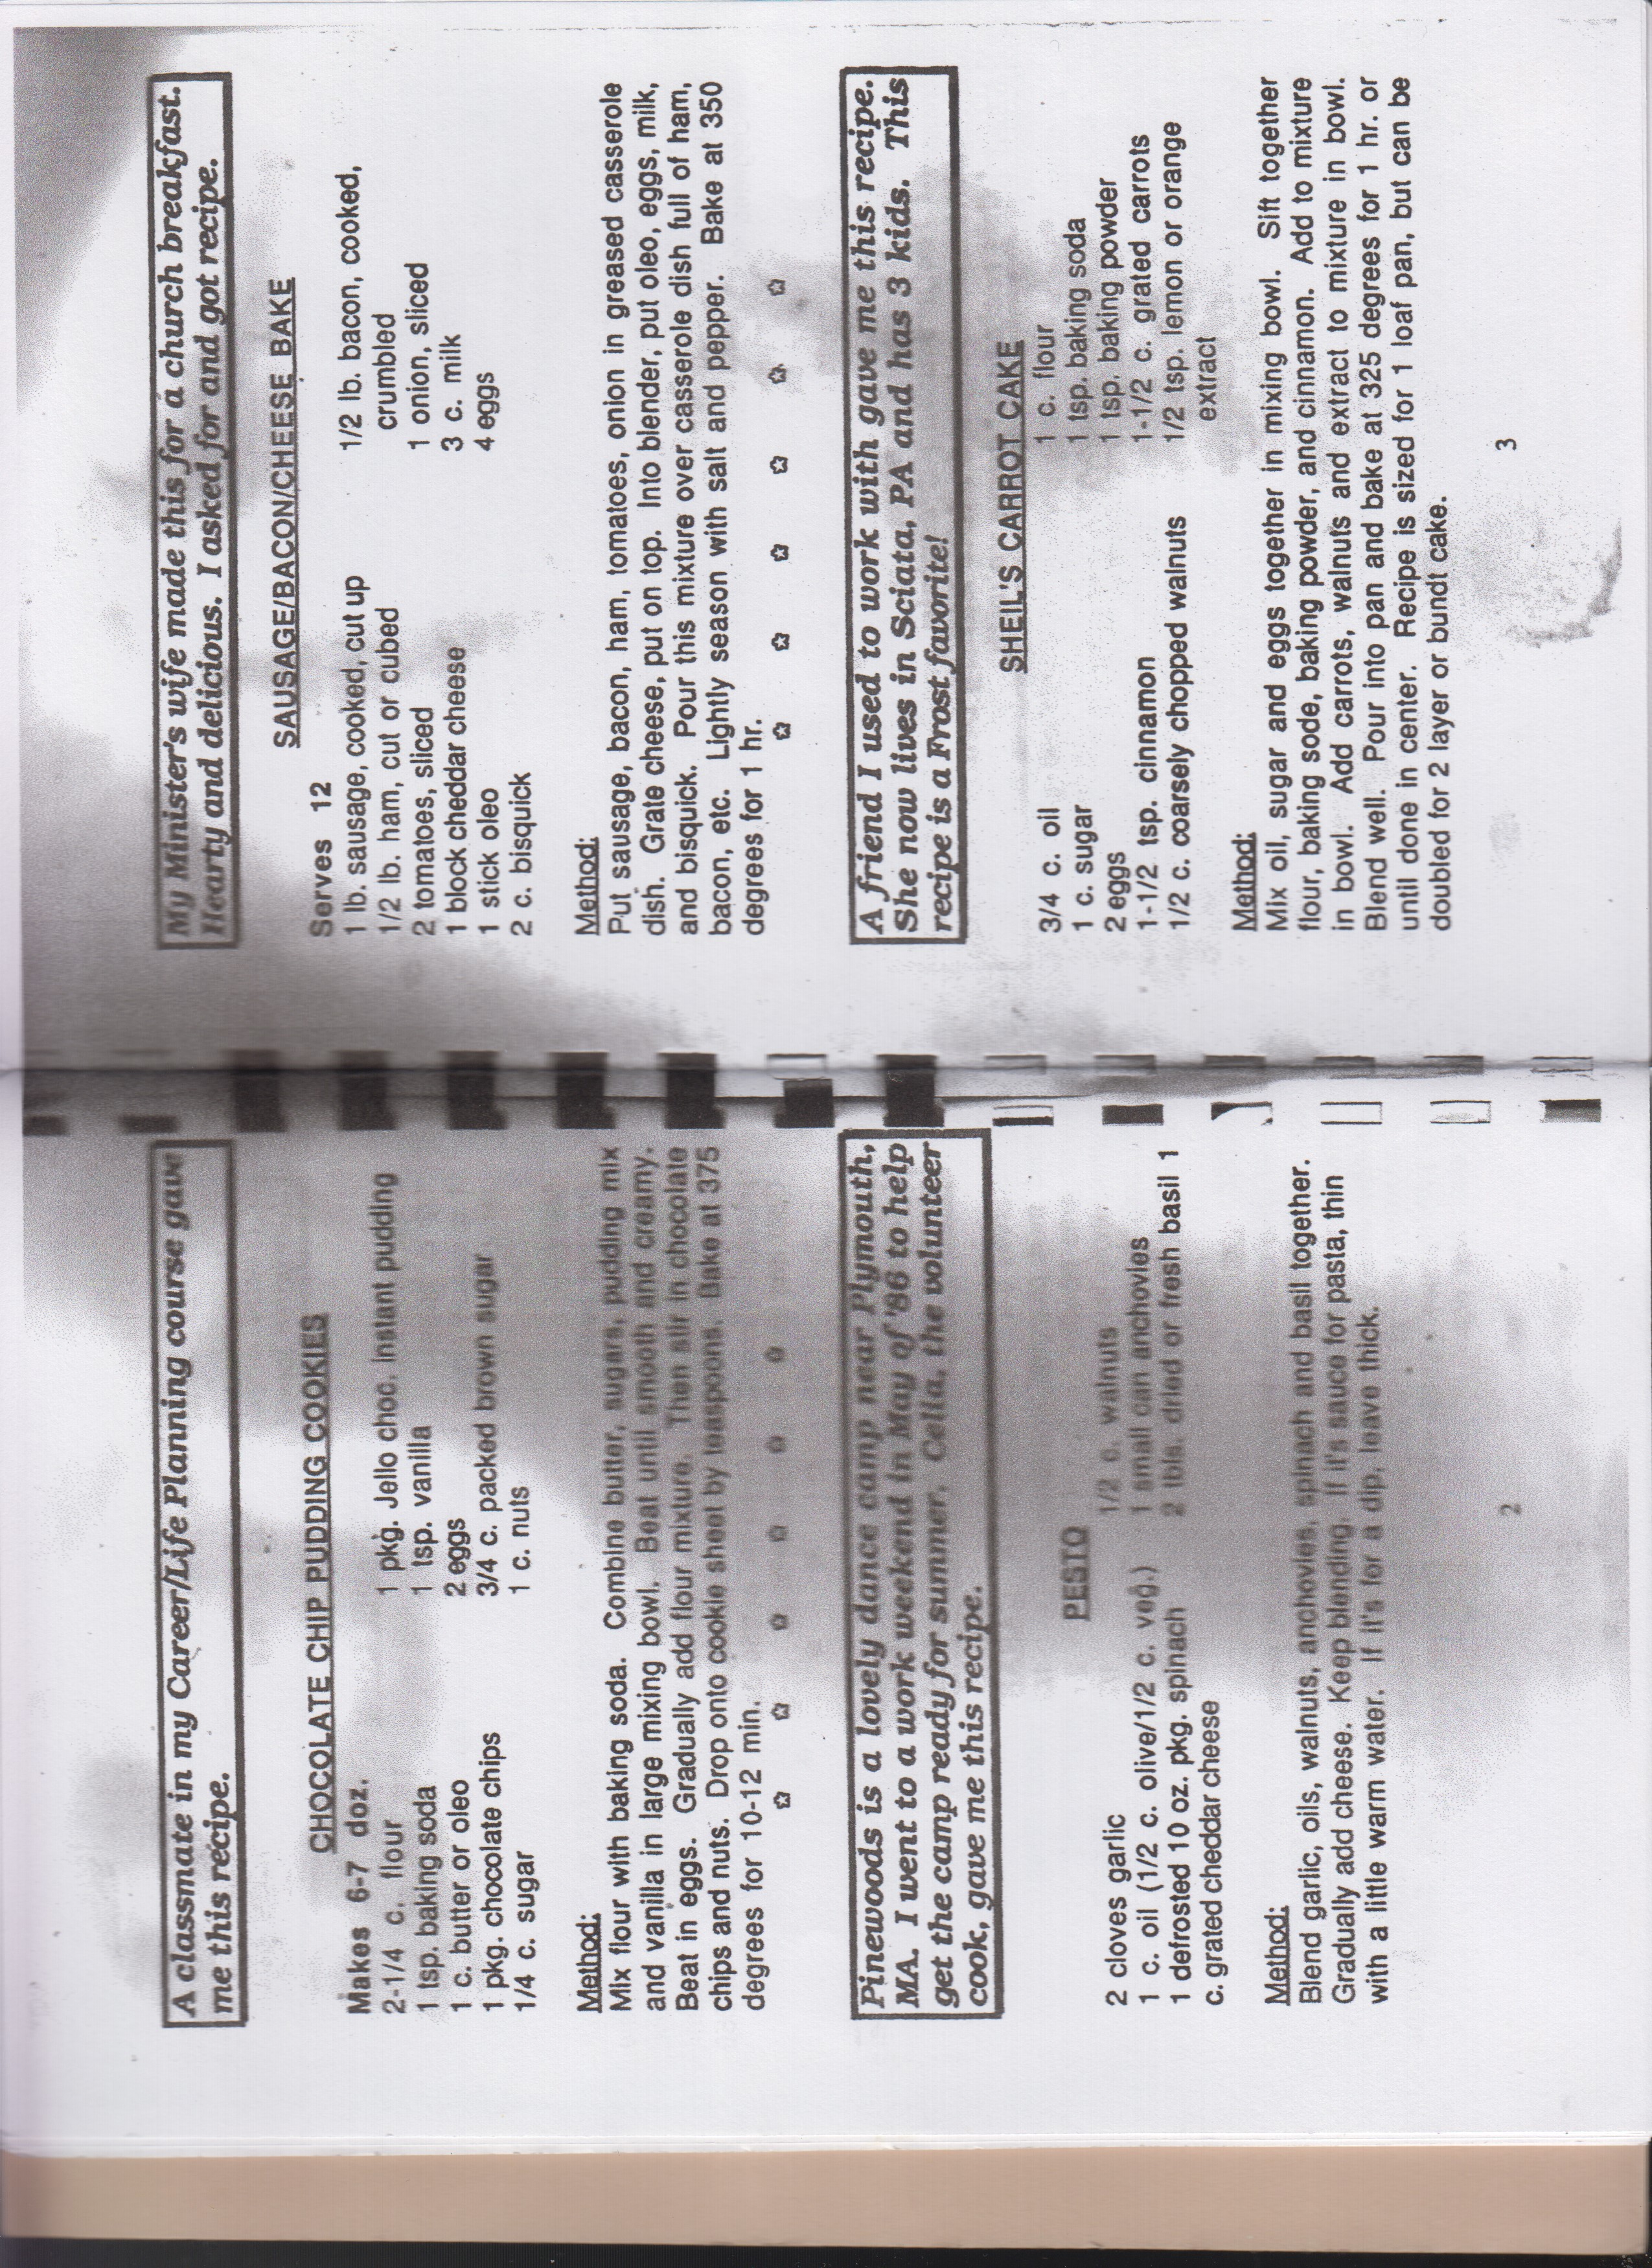 A classmate in my Career/Life Planning course gave
me this recipe.
CHOCOLATE CHIP PUDDING COOKIES
Makes 6-7 doz.
2-1/4 c. flour
1 tsp. baking soda
1 c. butter or oleo
1 pkg. chocolate chips
1/4 c. sugar
1 pkg. Jello choc. instant pudding
1 tsp. vanilla
2 eggs
3/4 c. packed brown sugar
1 c. nuts
Method:
Mix flour with baking soda. Combine butter, sugars, pudding mix
and vanilla in large mixing bowl. Beat until smooth and creamy.
Beat in eggs. Gradually add flour mixture. Then stir in chocolate
chips and nuts. Drop onto cookie sheet by teaspoons. Bake at 375
degrees for 10-12 min.
Pinewoods is a lovely dance camp near Plymouth,
MA. I went to a work weekend in May of '86 to help
get the camp ready for summer. Celia, the volunteer
cook, gave me this recipe.
PESTO
2 cloves garlic
1 c. oil (1/2 c. olive/1/2 c. veg.)
1 defrosted 10 oz. pkg. spinach
1/2 c. walnuts
1 small can anchovies
2 tbls. dried or fresh basil 1
c. grated cheddar cheese
Method:
Blend garlic, oils, walnuts, anchovies, spinach and basil together.
Gradually add cheese. Keep blending. If it's sauce for pasta, thin
with a little warm water. If it's for a dip, leave thick.
2
My Minister's wife made this for a church breakfast.
Hearty and delicious. I asked for and got recipe.
SAUSAGE/BACON/CHEESE BAKE
Serves 12
1 lb. sausage, cooked, cut up
1/2 lb. ham, cut or cubed
2 tomatoes, sliced
1 block cheddar cheese
1 stick oleo
2 c. bisquick
1/2 lb. bacon, cooked,
crumbled
1 onion, sliced
3 c. milk
4 eggs
Method:
Put sausage, bacon, ham, tomatoes, onion in greased casserole
dish. Grate cheese, put on top. Into blender, put oleo, eggs, milk,
and bisquick. Pour this mixture over casserole dish full of ham,
bacon, etc. Lightly season with salt and pepper. Bake at 350
degrees for 1 hr.
A friend I used to work with gave me this recipe.
She now lives in Sciata, PA and has 3 kids. This
recipe is a Frost favorite!
SHEIL'S CARROT CAKE
3/4 c. oil
1 c. sugar
2 eggs
1-1/2 tsp. cinnamon
1/2 c. coarsely chopped walnuts
1 c. flour
1 tsp. baking soda
1 tsp. baking powder
1-1/2 c. grated carrots
1/2 tsp. lemon or orange
extract
Method:
Mix oil, sugar and eggs together in mixing bowl. Sift together
flour, baking sode, baking powder, and cinnamon. Add to mixture
in bowl. Add carrots, walnuts and extract to mixture in bowl.
Blend well. Pour into pan and bake at 325 degrees for 1 hr. or
until done in center. Recipe is sized for 1 loaf pan, but can be
doubled for 2 layer or bundt cake.
3